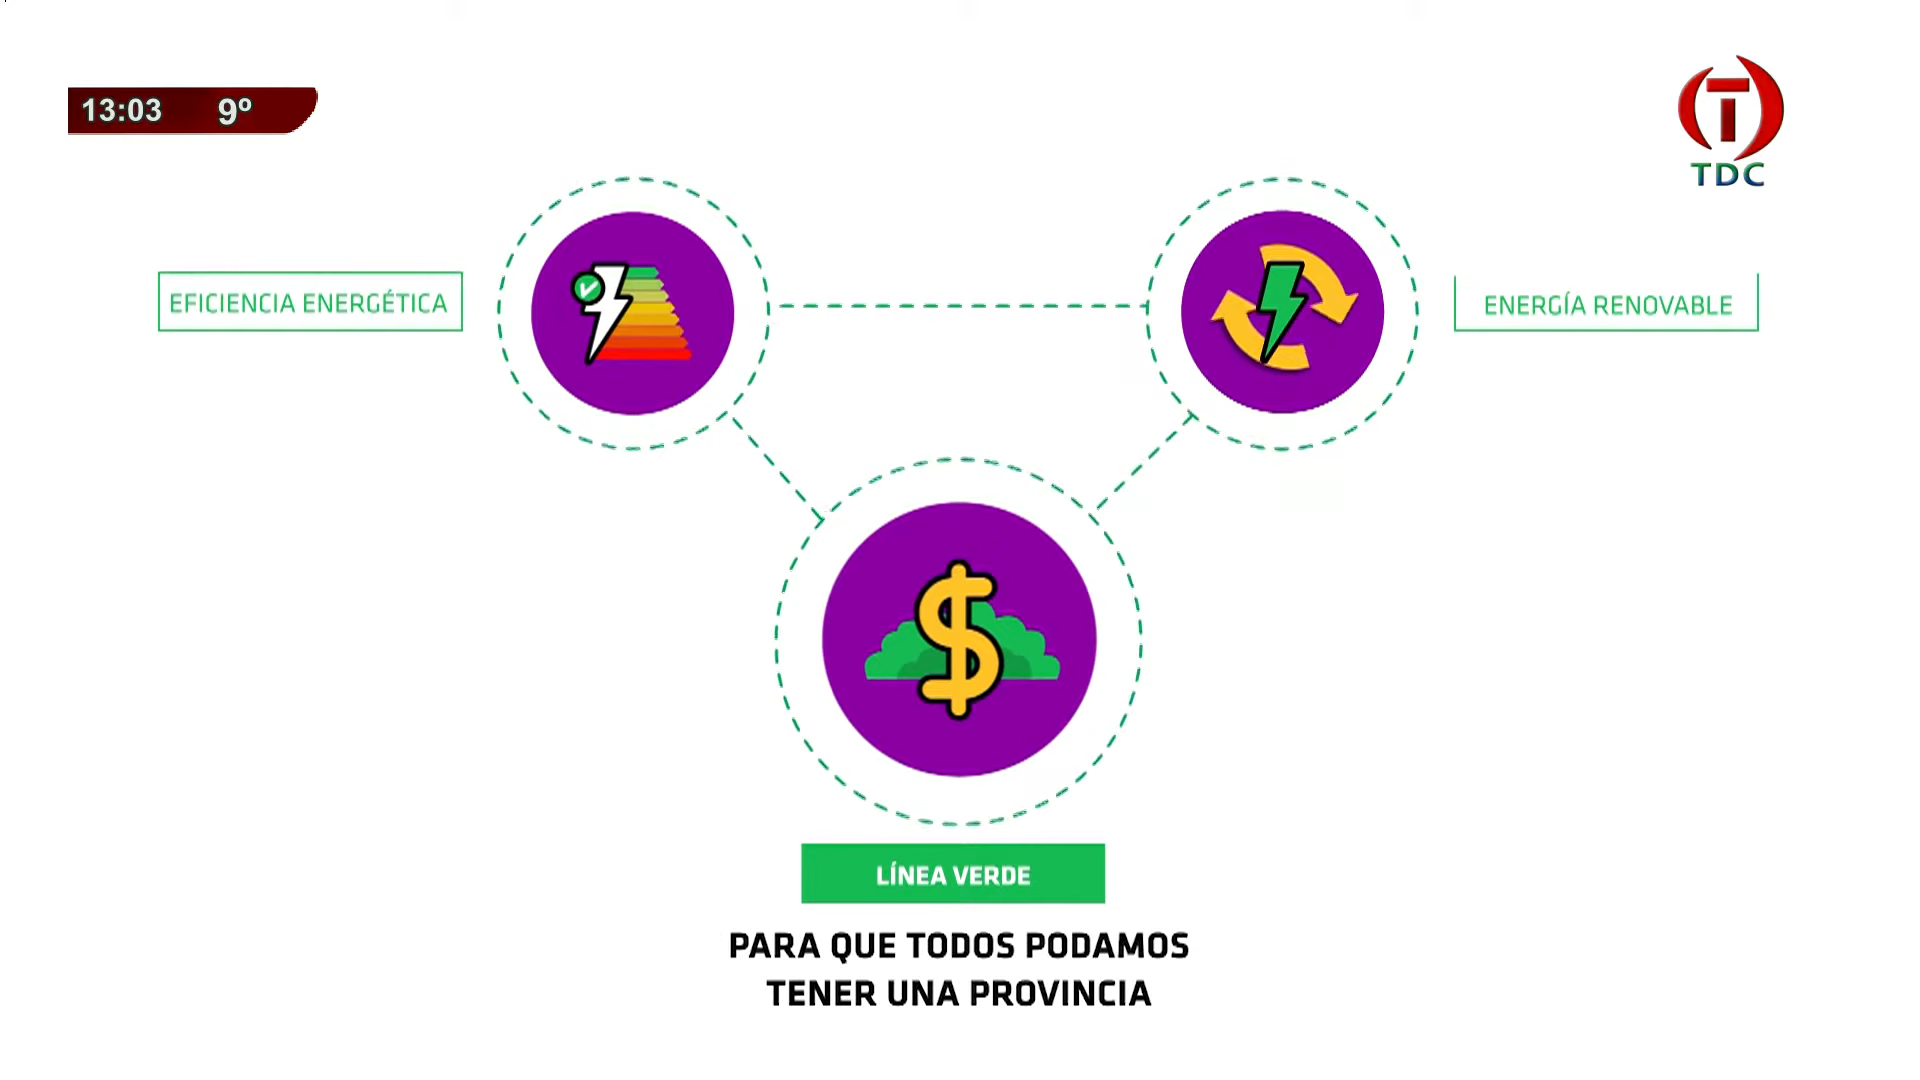 13:03 9º
TDC
EFICIENCIA ENERGÉTICA
ENERGÍA RENOVABLE
LÍNEA VERDE
PARA QUE TODOS PODAMOS
TENER UNA PROVINCIA